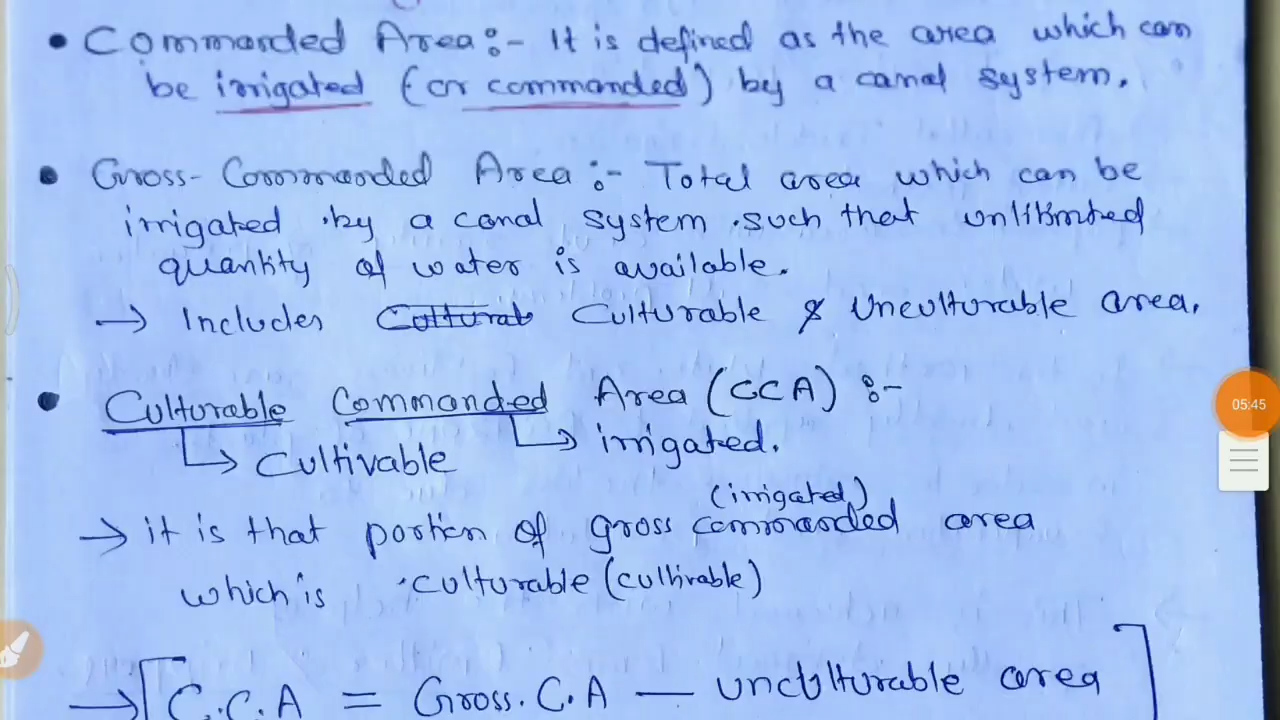 • Commanded Area :- It is defined as the area which can
be irrigated (or commanded) by a canal system.
• Gross-Commanded Area :- Total area which can be
irrigated by a canal system such that unlitimted
quantity of water is available.
→ Includes Cultural Culturable & Unculturable area.
• Culturable Commanded Area (CCA) :-
↳ Cultivable ↳ irrigated.
(irrigated)
→ it is that portion of gross commanded area
which is culturable (cultivable)
→ [C.C.A = Gross.C.A — unculturable area]
05:45